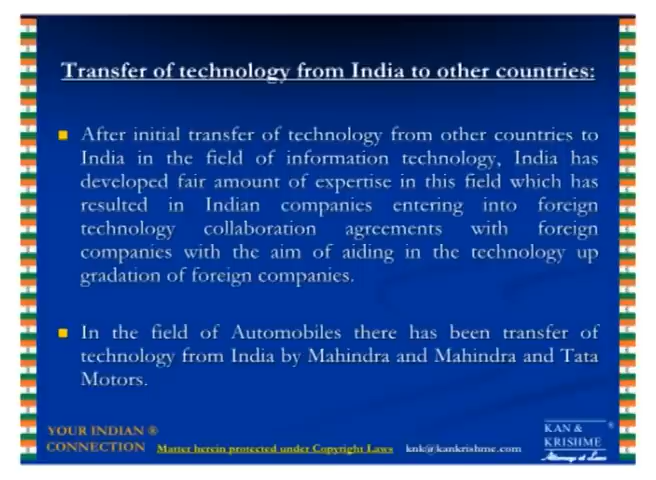 Transfer of technology from India to other countries:
After initial transfer of technology from other countries to
India in the field of information technology, India has
developed fair amount of expertise in this field which has
resulted in Indian companies entering into foreign
technology collaboration agreements with foreign
companies with the aim of aiding in the technology up
gradation of foreign companies.
In the field of Automobiles there has been transfer of
technology from India by Mahindra and Mahindra and Tata
Motors.
YOUR INDIAN ®
CONNECTION Matter herein protected under Copyright Laws knk@kankrishme.com
KAN & ®
KRISHME
Attorneys at Laws